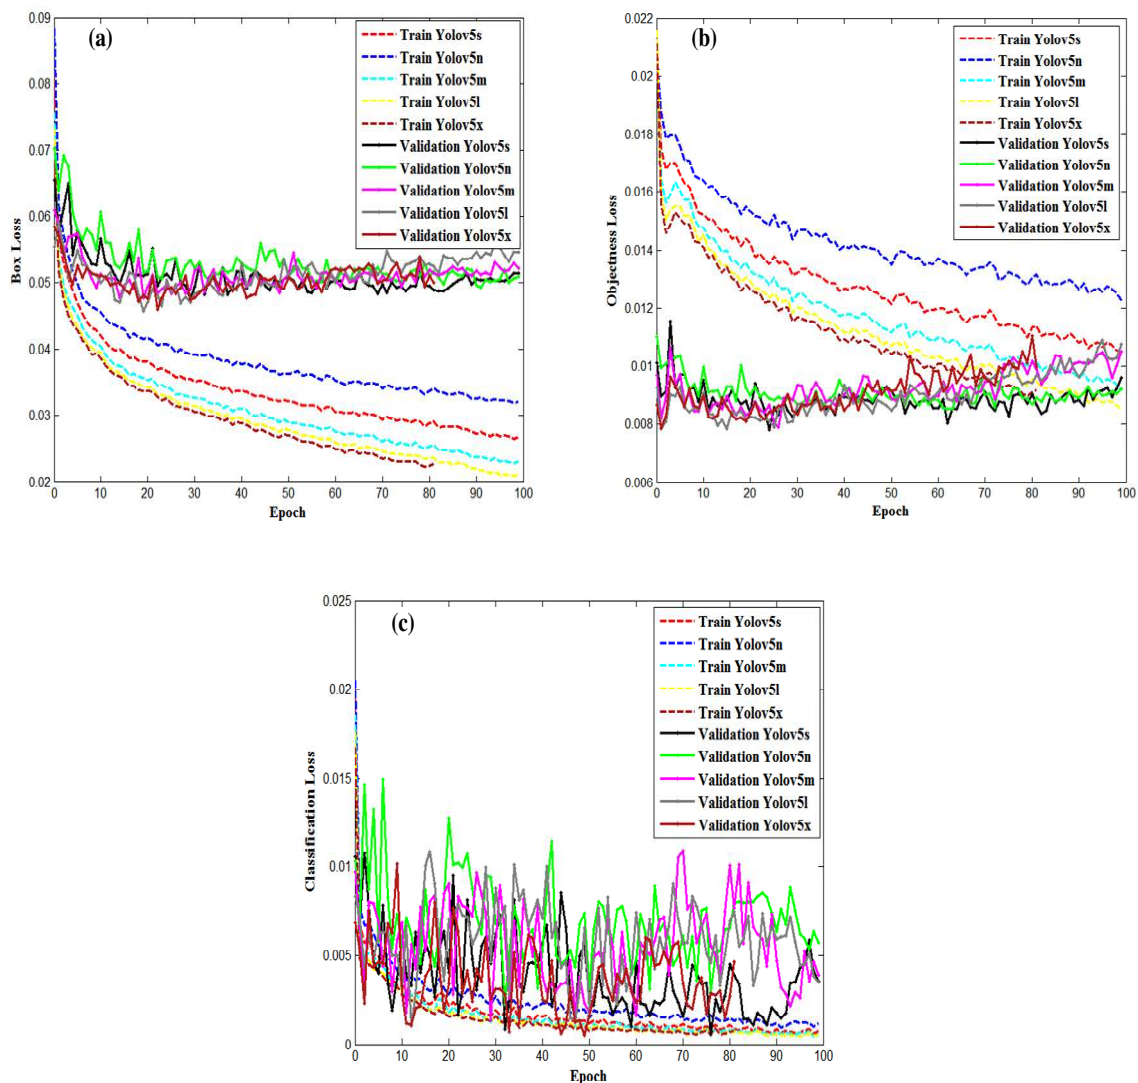 (a)
Box Loss
0.09
0.08
0.07
0.06
0.05
0.04
0.03
0.02
Train Yolov5s
Train Yolov5n
Train Yolov5m
Train Yolov5l
Train Yolov5x
Validation Yolov5s
Validation Yolov5n
Validation Yolov5m
Validation Yolov5l
Validation Yolov5x
0 10 20 30 40 50 60 70 80 90 100
Epoch
(b)
Objectness Loss
0.022
0.02
0.018
0.016
0.014
0.012
0.01
0.008
0.006
Train Yolov5s
Train Yolov5n
Train Yolov5m
Train Yolov5l
Train Yolov5x
Validation Yolov5s
Validation Yolov5n
Validation Yolov5m
Validation Yolov5l
Validation Yolov5x
0 10 20 30 40 50 60 70 80 90 100
Epoch
(c)
Classification Loss
0.025
0.02
0.015
0.01
0.005
0
Train Yolov5s
Train Yolov5n
Train Yolov5m
Train Yolov5l
Train Yolov5x
Validation Yolov5s
Validation Yolov5n
Validation Yolov5m
Validation Yolov5l
Validation Yolov5x
0 10 20 30 40 50 60 70 80 90 100
Epoch